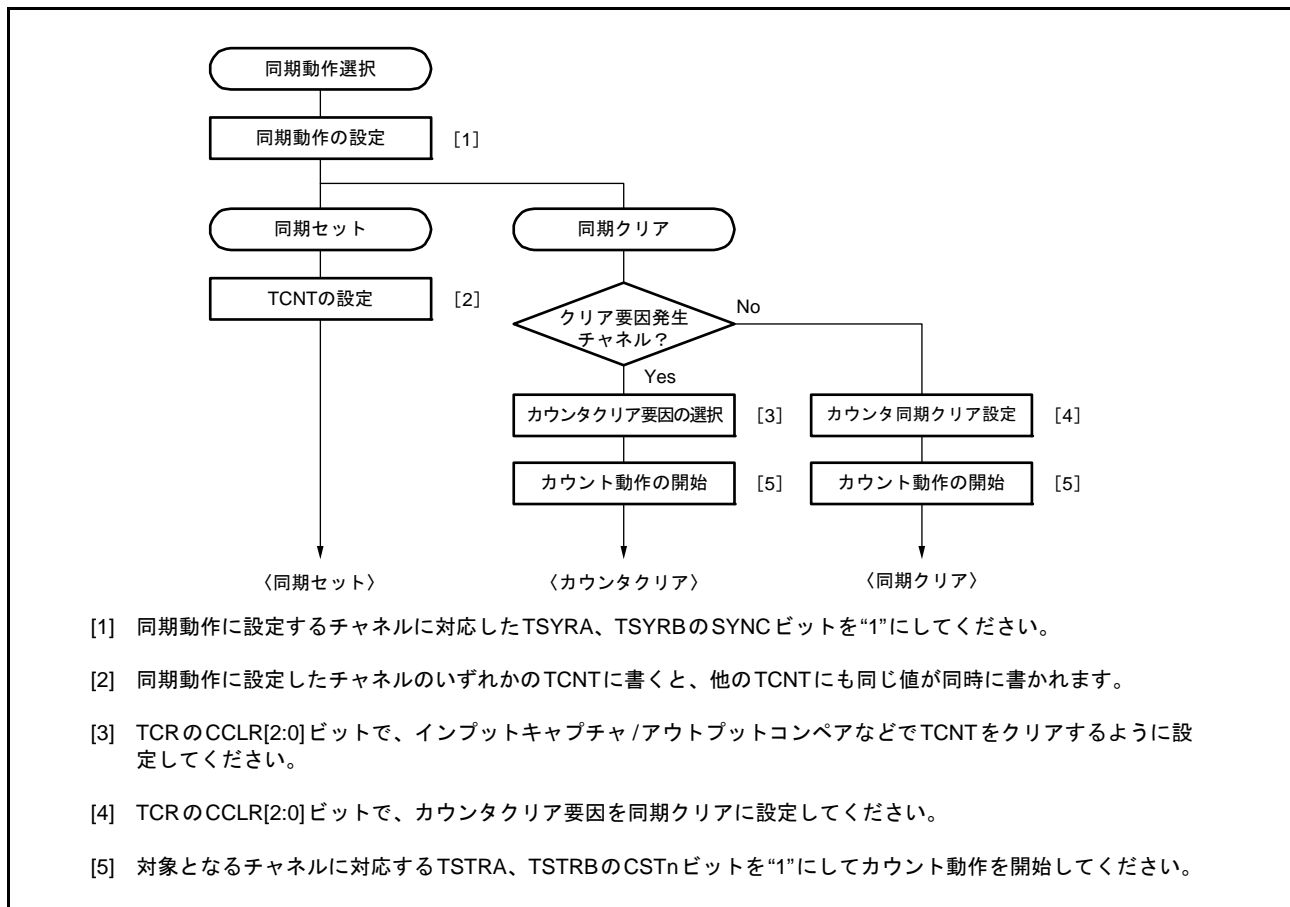 同期動作選択
同期動作の設定 [1]
同期セット 同期クリア
TCNTの設定 [2]
クリア要因発生
チャネル？
No
Yes
カウンタクリア要因の選択 [3] カウンタ同期クリア設定 [4]
カウント動作の開始 [5] カウント動作の開始 [5]
〈同期セット〉 〈カウンタクリア〉 〈同期クリア〉
[1] 同期動作に設定するチャネルに対応したTSYRA、TSYRBのSYNCビットを“1”にしてください。
[2] 同期動作に設定したチャネルのいずれかのTCNTに書くと、他のTCNTにも同じ値が同時に書かれます。
[3] TCRのCCLR[2:0]ビットで、インプットキャプチャ/アウトプットコンペアなどでTCNTをクリアするように設
定してください。
[4] TCRのCCLR[2:0]ビットで、カウンタクリア要因を同期クリアに設定してください。
[5] 対象となるチャネルに対応するTSTRA、TSTRBのCSTnビットを“1”にしてカウント動作を開始してください。